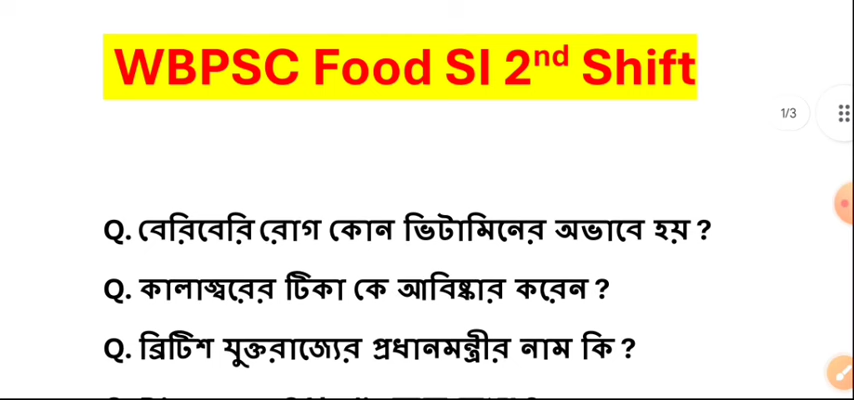 WBPSC Food SI 2nd Shift
1/3
Q. বেরিবেরি রোগ কোন ভিটামিনের অভাবে হয় ?
Q. কালাজ্বরের টিকা কে আবিষ্কার করেন ?
Q. ব্রিটিশ যুক্তরাজ্যের প্রধানমন্ত্রীর নাম কি ?